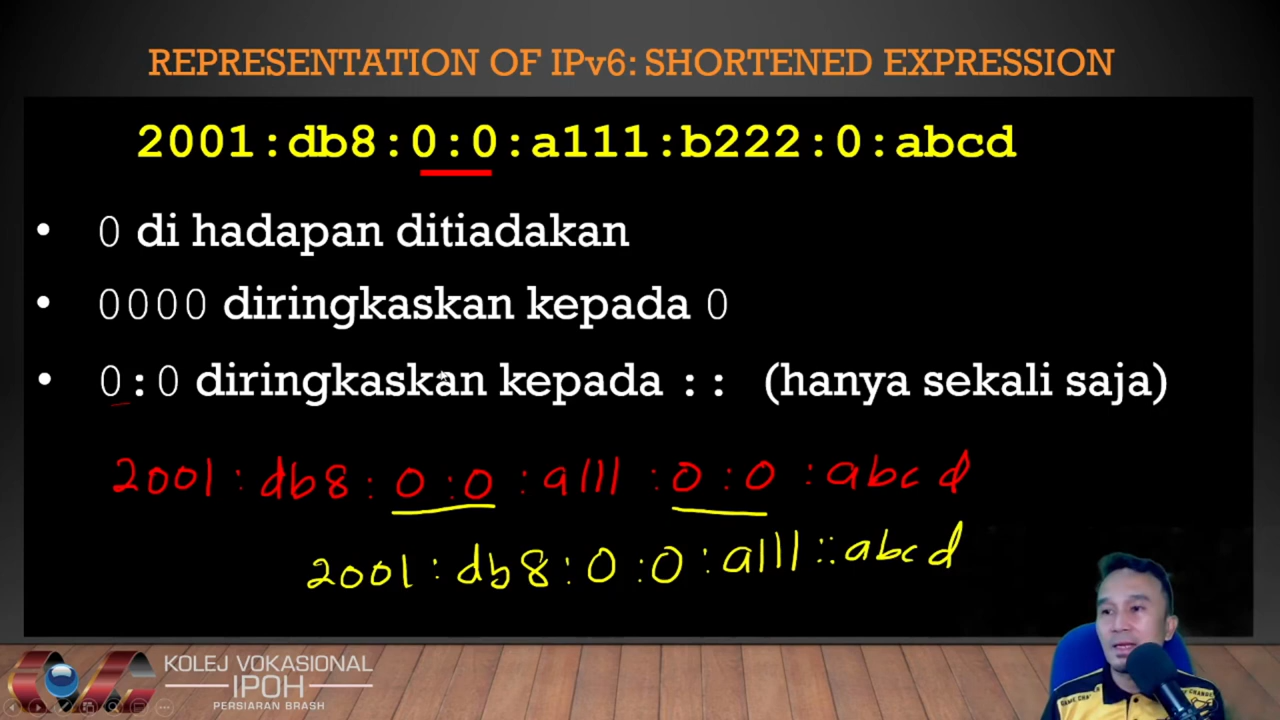 REPRESENTATION OF IPv6: SHORTENED EXPRESSION
2001:db8:0:0:a111:b222:0:abcd
• 0 di hadapan ditiadakan
• 0000 diringkaskan kepada 0
• 0:0 diringkaskan kepada :: (hanya sekali saja)
2001:db8:0:0:a111:0:0:abcd
2001:db8:0:0:a111::abcd
KOLEJ VOKASIONAL
IPOH
PERSIARAN BRASH